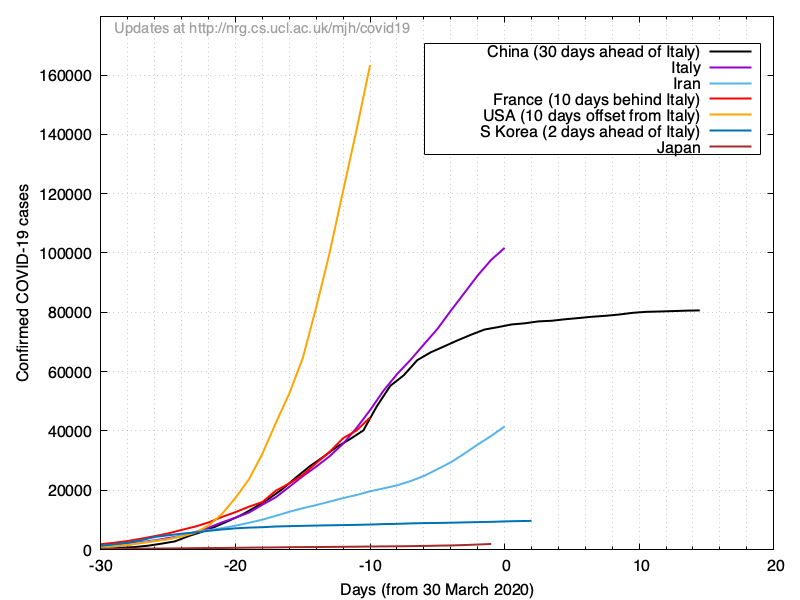 Updates at http://nrg.cs.ucl.ac.uk/mjh/covid19
China (30 days ahead of Italy)
Italy
Iran
France (10 days behind Italy)
USA (10 days offset from Italy)
S Korea (2 days ahead of Italy)
Japan
Confirmed COVID-19 cases
160000
140000
120000
100000
80000
60000
40000
20000
0
-30 -20 -10 0 10 20
Days (from 30 March 2020)